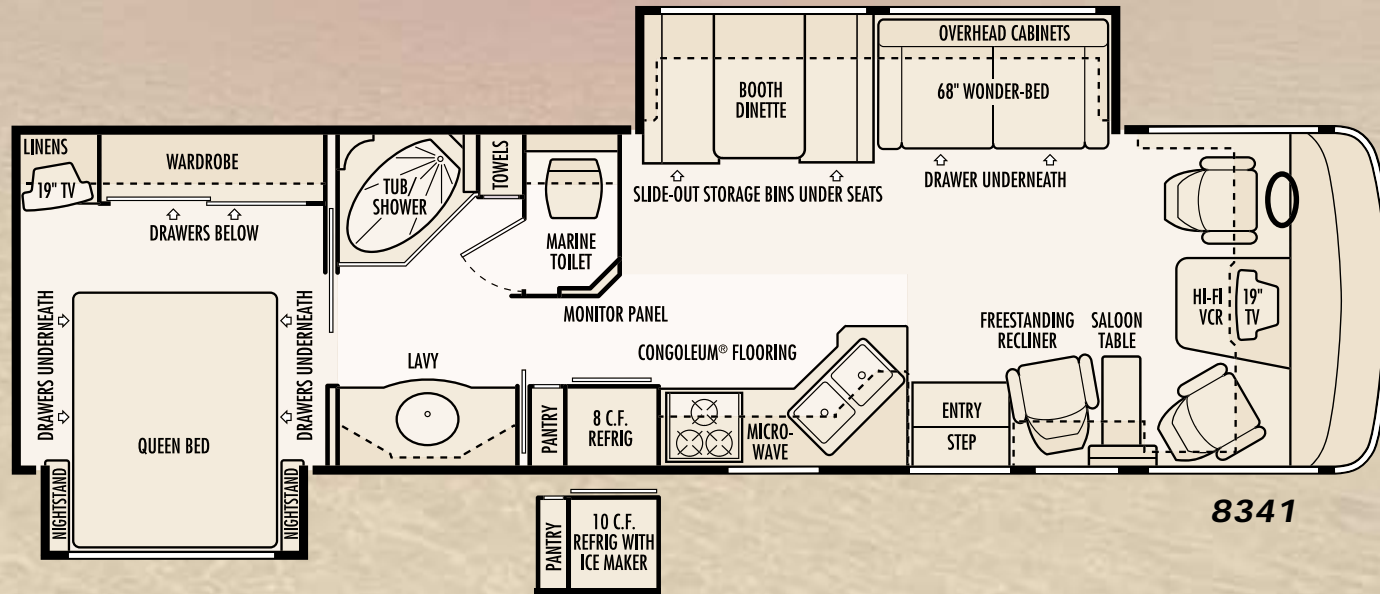 OVERHEAD CABINETS
BOOTH
DINETTE
68" WONDER-BED
LINENS
19" TV
WARDROBE
DRAWERS BELOW
TUB
SHOWER
TOWELS
MARINE
TOILET
SLIDE-OUT STORAGE BINS UNDER SEATS
DRAWER UNDERNEATH
HI-FI
VCR
19"
TV
MONITOR PANEL
FREESTANDING
RECLINER
SALOON
TABLE
CONGOLEUM® FLOORING
DRAWERS UNDERNEATH
DRAWERS UNDERNEATH
LAVY
QUEEN BED
PANTRY
8 C.F.
REFRIG
MICRO-
WAVE
ENTRY
STEP
NIGHTSTAND
NIGHTSTAND
PANTRY
10 C.F.
REFRIG WITH
ICE MAKER
8341